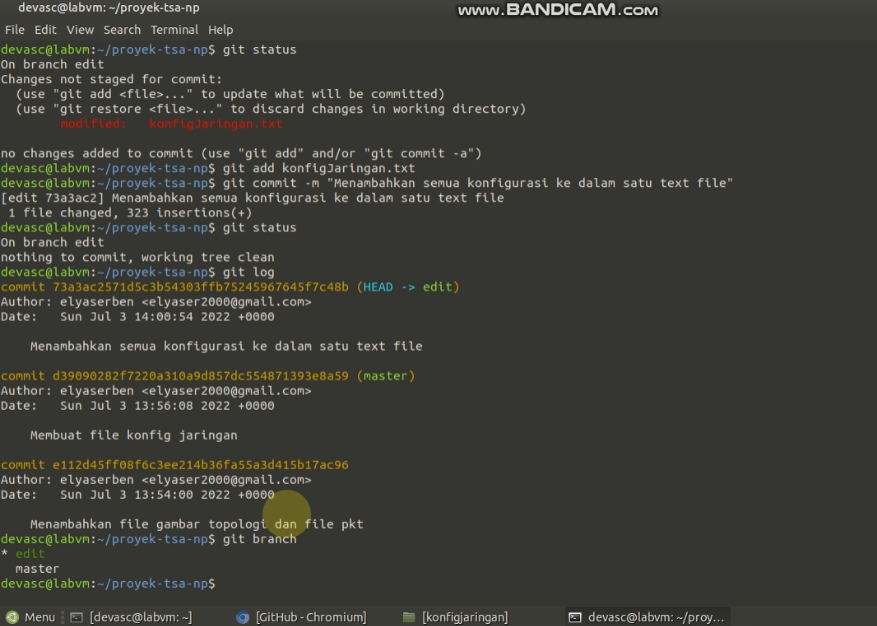 devasc@labvm: ~/proyek-tsa-np
www.BANDICAM.com
File Edit View Search Terminal Help
devasc@labvm:~/proyek-tsa-np$ git status
On branch edit
Changes not staged for commit:
  (use "git add <file>..." to update what will be committed)
  (use "git restore <file>..." to discard changes in working directory)
        modified:   konfigJaringan.txt

no changes added to commit (use "git add" and/or "git commit -a")
devasc@labvm:~/proyek-tsa-np$ git add konfigJaringan.txt
devasc@labvm:~/proyek-tsa-np$ git commit -m "Menambahkan semua konfigurasi ke dalam satu text file"
[edit 73a3ac2] Menambahkan semua konfigurasi ke dalam satu text file
 1 file changed, 323 insertions(+)
devasc@labvm:~/proyek-tsa-np$ git status
On branch edit
nothing to commit, working tree clean
devasc@labvm:~/proyek-tsa-np$ git log
commit 73a3ac2571d5c3b54303ffb75245967645f7c48b (HEAD -> edit)
Author: elyaserben <elyaser2000@gmail.com>
Date:   Sun Jul 3 14:00:54 2022 +0000

    Menambahkan semua konfigurasi ke dalam satu text file

commit d39090282f7220a310a9d857dc554871393e8a59 (master)
Author: elyaserben <elyaser2000@gmail.com>
Date:   Sun Jul 3 13:56:08 2022 +0000

    Membuat file konfig jaringan

commit e112d45ff08f6c3ee214b36fa55a3d415b17ac96
Author: elyaserben <elyaser2000@gmail.com>
Date:   Sun Jul 3 13:54:00 2022 +0000

    Menambahkan file gambar topologi dan file pkt
devasc@labvm:~/proyek-tsa-np$ git branch
* edit
  master
devasc@labvm:~/proyek-tsa-np$
Menu [devasc@labvm: ~] [GitHub - Chromium] [konfigjaringan] devasc@labvm: ~/proy...